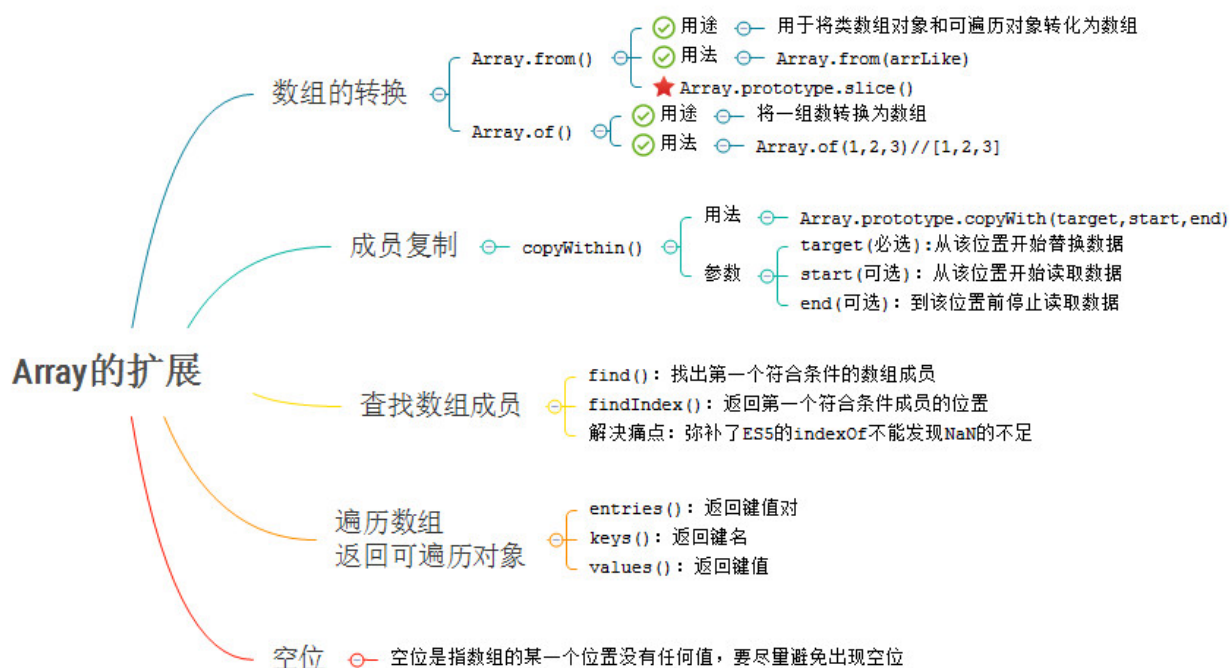 Array的扩展
数组的转换
Array.from()
用途
用于将类数组对象和可遍历对象转化为数组
用法
Array.from(arrLike)
Array.prototype.slice()
Array.of()
用途
将一组数转换为数组
用法
Array.of(1,2,3)//[1,2,3]
成员复制
copyWithin()
用法
Array.prototype.copyWith(target,start,end)
参数
target(必选):从该位置开始替换数据
start(可选):从该位置开始读取数据
end(可选):到该位置前停止读取数据
查找数组成员
find():找出第一个符合条件的数组成员
findIndex():返回第一个符合条件成员的位置
解决痛点:弥补了ES5的indexOf不能发现NaN的不足
遍历数组
返回可遍历对象
entries():返回键值对
keys():返回键名
values():返回键值
空位
空位是指数组的某一个位置没有任何值,要尽量避免出现空位